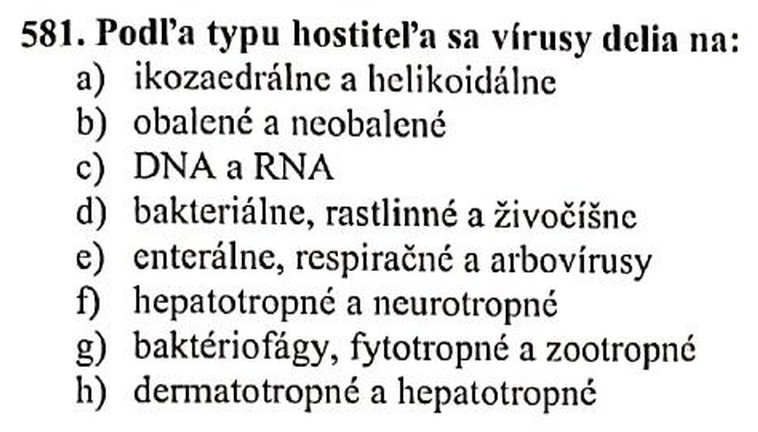 581. Podľa typu hostiteľa sa vírusy delia na:
a) ikozaedrálne a helikoidálne
b) obalené a neobalené
c) DNA a RNA
d) bakteriálne, rastlinné a živočíšne
e) enterálne, respiračné a arbovírusy
f) hepatotropné a neurotropné
g) baktériofágy, fytotropné a zootropné
h) dermatotropné a hepatotropné